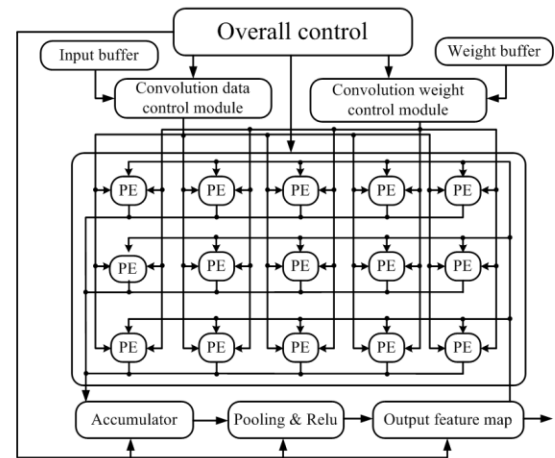 Overall control
Input buffer
Weight buffer
Convolution data
control module
Convolution weight
control module
PE PE PE PE PE
PE PE PE PE PE
PE PE PE PE PE
Accumulator
Pooling & Relu
Output feature map